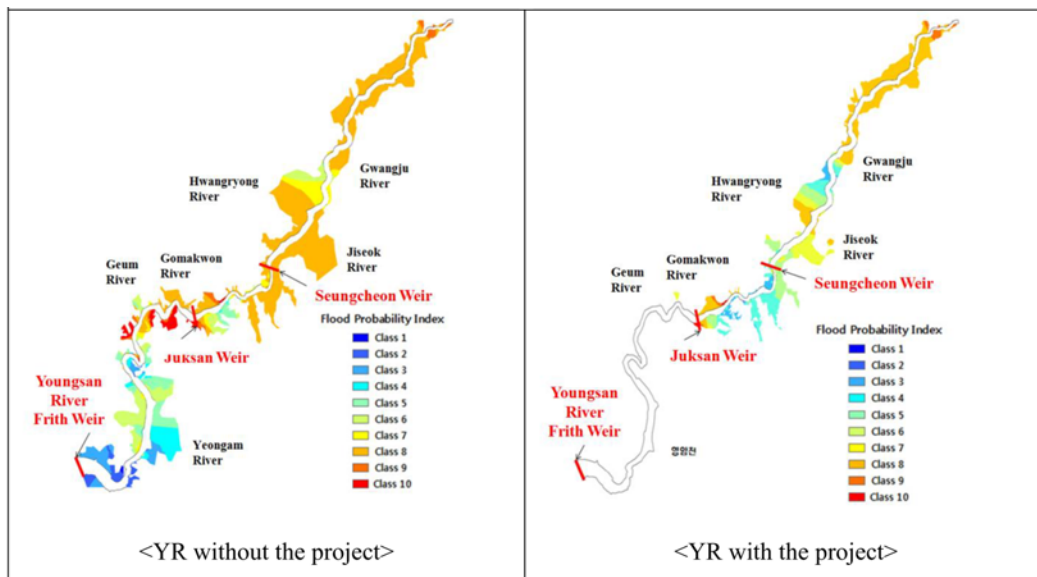 Hwangryong
River
Gwangju
River
Jiseok
River
Gomakwon
River
Geum
River
Seungcheon Weir
Juksan Weir
Youngsan
River
Frith Weir
Yeongam
River
Flood Probability Index
Class 1
Class 2
Class 3
Class 4
Class 5
Class 6
Class 7
Class 8
Class 9
Class 10
<YR without the project>
Hwangryong
River
Gwangju
River
Jiseok
River
Gomakwon
River
Geum
River
Seungcheon Weir
Juksan Weir
Youngsan
River
Frith Weir
영암천
Flood Probability Index
Class 1
Class 2
Class 3
Class 4
Class 5
Class 6
Class 7
Class 8
Class 9
Class 10
<YR with the project>